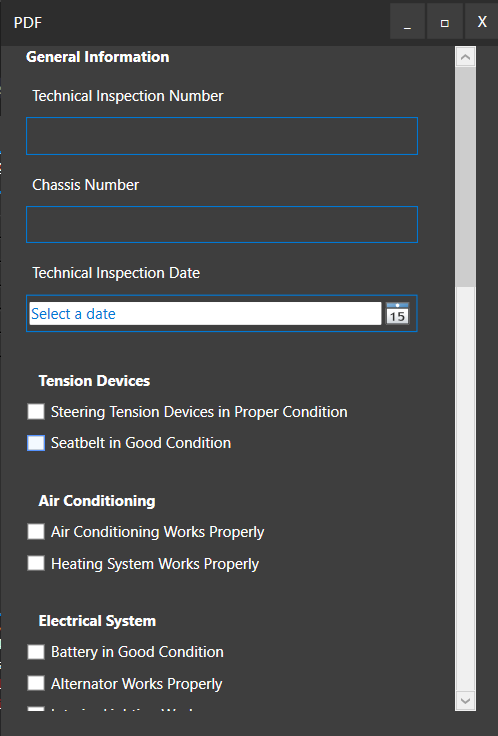 PDF
_ □ X
General Information
Technical Inspection Number
Chassis Number
Technical Inspection Date
Select a date
15
Tension Devices
Steering Tension Devices in Proper Condition
Seatbelt in Good Condition
Air Conditioning
Air Conditioning Works Properly
Heating System Works Properly
Electrical System
Battery in Good Condition
Alternator Works Properly